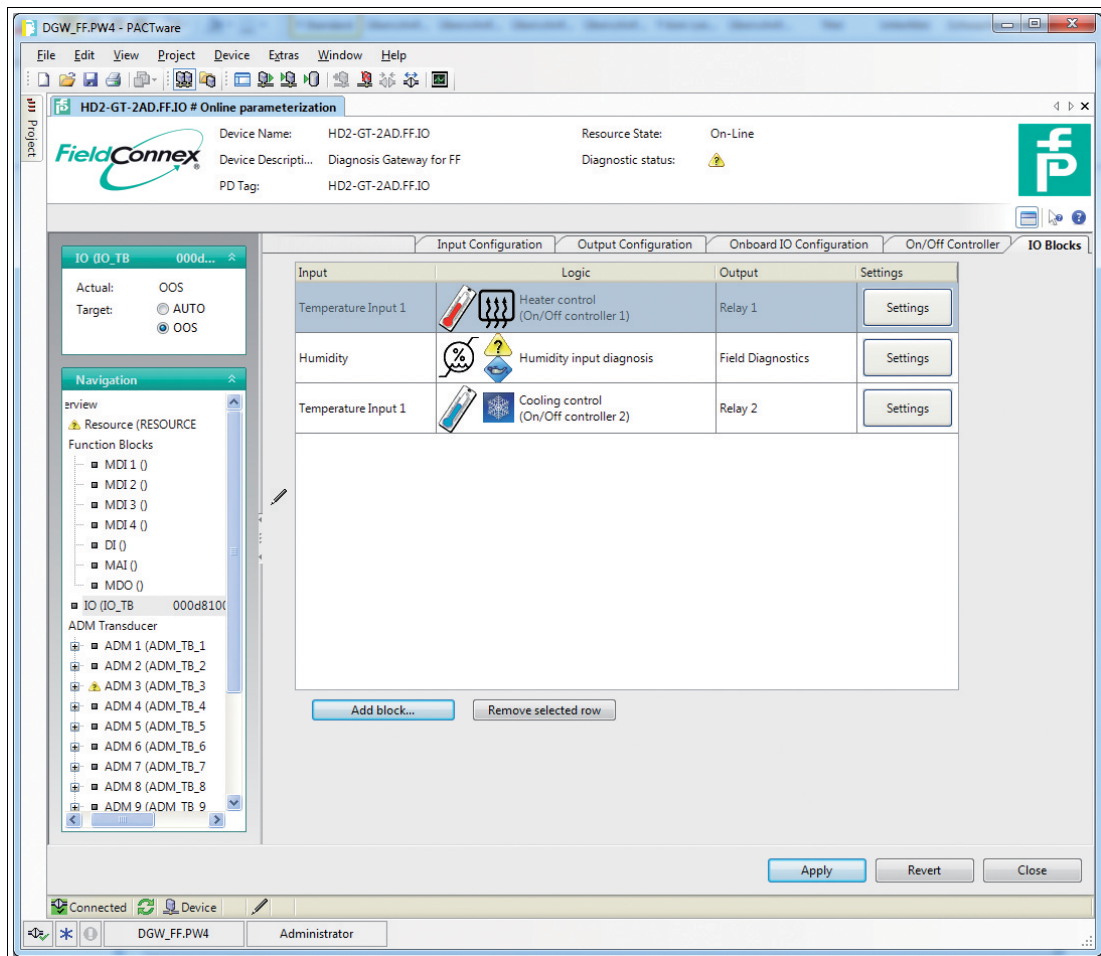 DGW_FF.PW4 - PACTware
File Edit View Project Device Extras Window Help
Project
HD2-GT-2AD.FF.IO # Online parameterization
FieldConnex®
Device Name: HD2-GT-2AD.FF.IO Resource State: On-Line
Device Descripti... Diagnosis Gateway for FF Diagnostic status:
PD Tag: HD2-GT-2AD.FF.IO
Input Configuration Output Configuration Onboard IO Configuration On/Off Controller IO Blocks
IO (IO_TB 000d...
Actual: OOS
Target: AUTO
OOS
Navigation
erview
Resource (RESOURCE
Function Blocks
MDI 1 ()
MDI 2 ()
MDI 3 ()
MDI 4 ()
DI ()
MAI ()
MDO ()
IO (IO_TB 000d810(
ADM Transducer
ADM 1 (ADM_TB_1
ADM 2 (ADM_TB_2
ADM 3 (ADM_TB_3
ADM 4 (ADM_TB_4
ADM 5 (ADM_TB_5
ADM 6 (ADM_TB_6
ADM 7 (ADM_TB_7
ADM 8 (ADM_TB_8
ADM 9 (ADM TB 9
Input Logic Output Settings
Temperature Input 1 Heater control
(On/Off controller 1) Relay 1 Settings
Humidity % ? Humidity input diagnosis Field Diagnostics Settings
Temperature Input 1 Cooling control
(On/Off controller 2) Relay 2 Settings
Add block... Remove selected row
Apply Revert Close
Connected Device
DGW_FF.PW4 Administrator